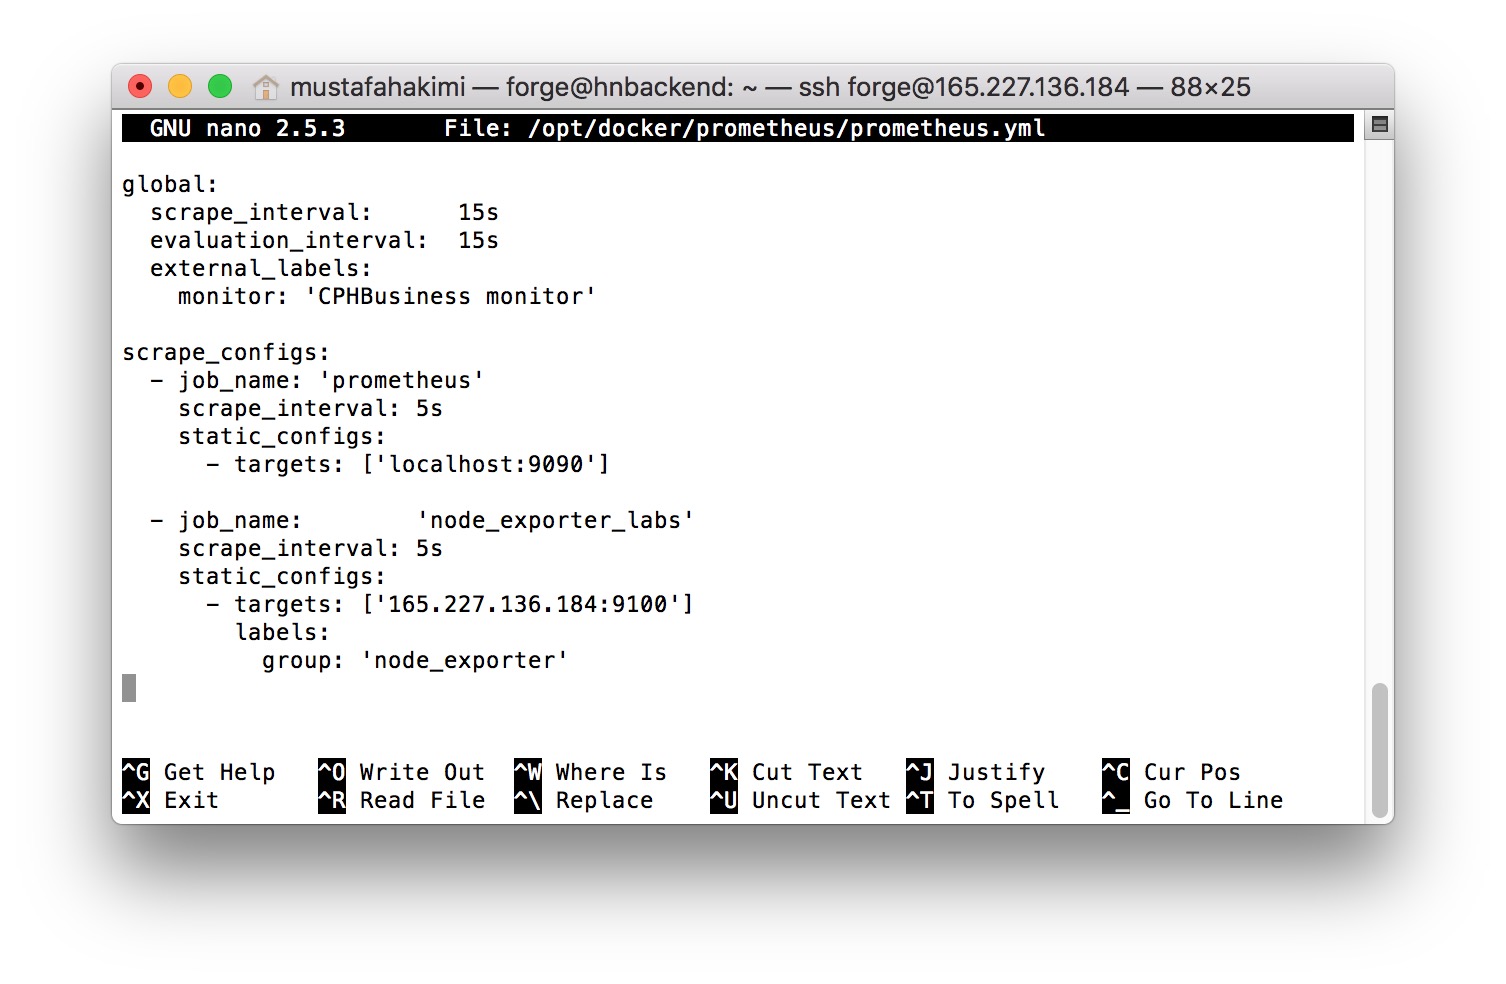 mustafahakimi — forge@hnbackend: ~ — ssh forge@165.227.136.184 — 88×25
GNU nano 2.5.3       File: /opt/docker/prometheus/prometheus.yml
global:
  scrape_interval:      15s
  evaluation_interval:  15s
  external_labels:
    monitor: 'CPHBusiness monitor'
scrape_configs:
  - job_name: 'prometheus'
    scrape_interval: 5s
    static_configs:
      - targets: ['localhost:9090']
  - job_name:        'node_exporter_labs'
    scrape_interval: 5s
    static_configs:
      - targets: ['165.227.136.184:9100']
        labels:
          group: 'node_exporter'
^G Get Help   ^O Write Out  ^W Where Is   ^K Cut Text   ^J Justify    ^C Cur Pos
^X Exit       ^R Read File  ^\ Replace    ^U Uncut Text ^T To Spell   ^_ Go To Line